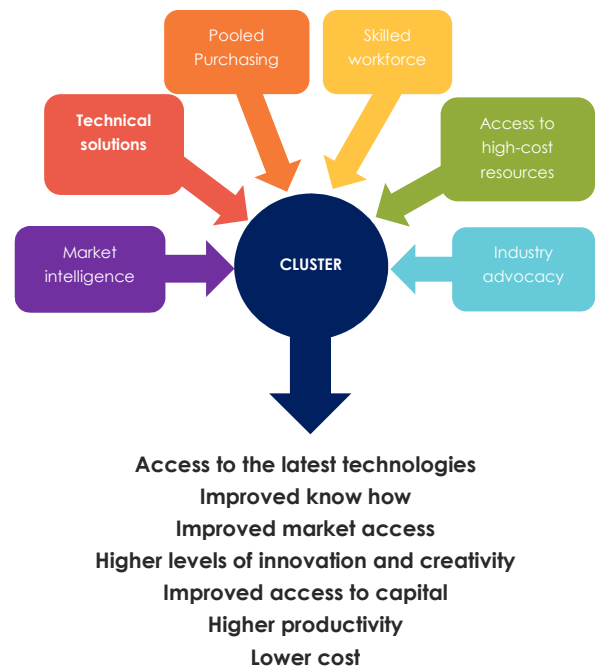 Pooled
Purchasing
Skilled
workforce
Technical
solutions
Access to
high-cost
resources
Market
intelligence
CLUSTER
Industry
advocacy
Access to the latest technologies
Improved know how
Improved market access
Higher levels of innovation and creativity
Improved access to capital
Higher productivity
Lower cost